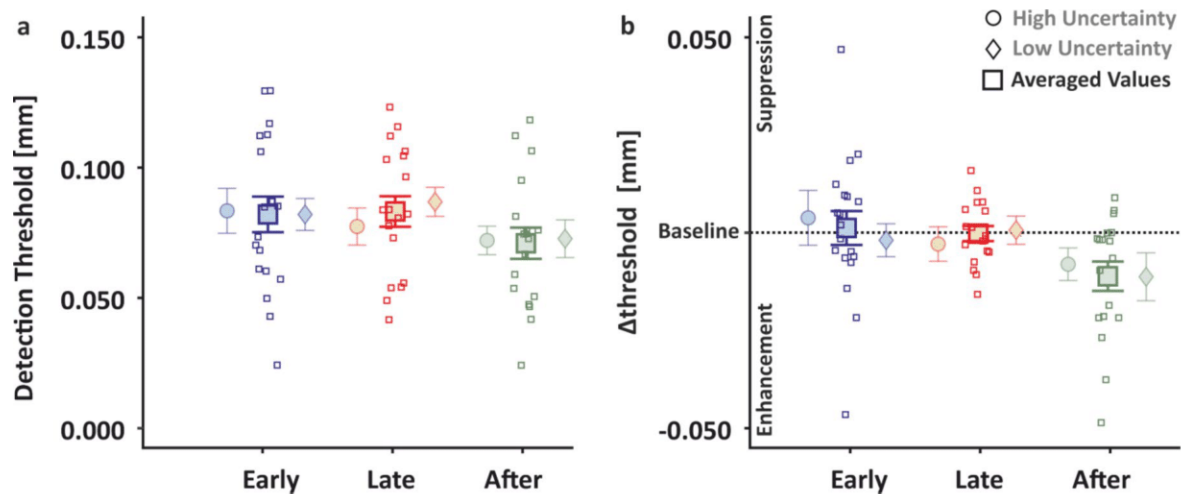 a
0.150
0.100
0.050
0.000
Detection Threshold [mm]
Early Late After
b
0.050
Baseline
-0.050
Δthreshold [mm]
Suppression
Enhancement
High Uncertainty
Low Uncertainty
Averaged Values
Early Late After